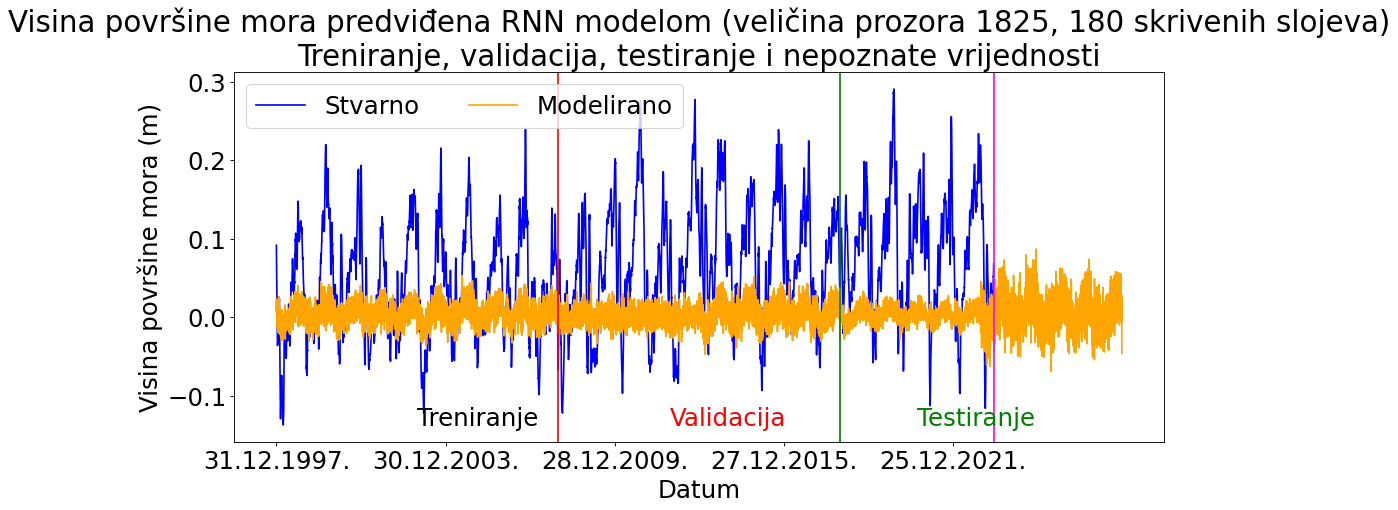 Visina površine mora predviđena RNN modelom (veličina prozora 1825, 180 skrivenih slojeva)
Treniranje, validacija, testiranje i nepoznate vrijednosti
Stvarno
Modelirano
Visina površine mora (m)
0.3
0.2
0.1
0.0
−0.1
Treniranje
Validacija
Testiranje
31.12.1997.
30.12.2003.
28.12.2009.
27.12.2015.
25.12.2021.
Datum